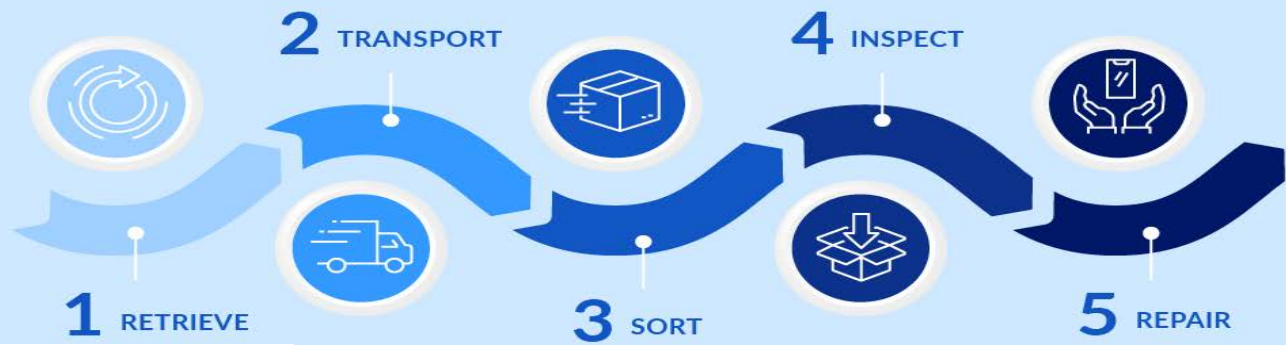 1 RETRIEVE
2 TRANSPORT
3 SORT
4 INSPECT
5 REPAIR